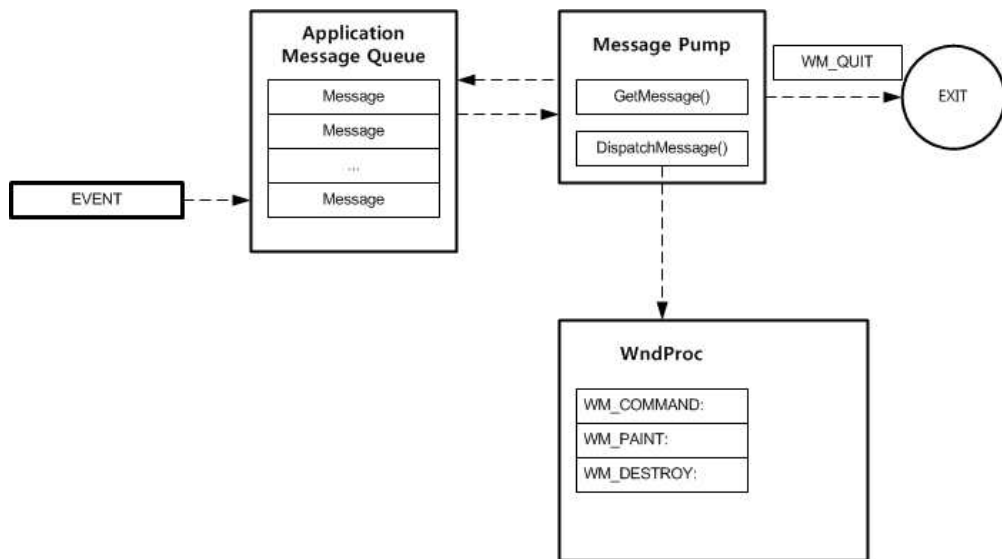 Application
Message Queue
Message
Message
...
Message
EVENT
Message Pump
GetMessage()
DispatchMessage()
WM_QUIT
EXIT
WndProc
WM_COMMAND:
WM_PAINT:
WM_DESTROY: